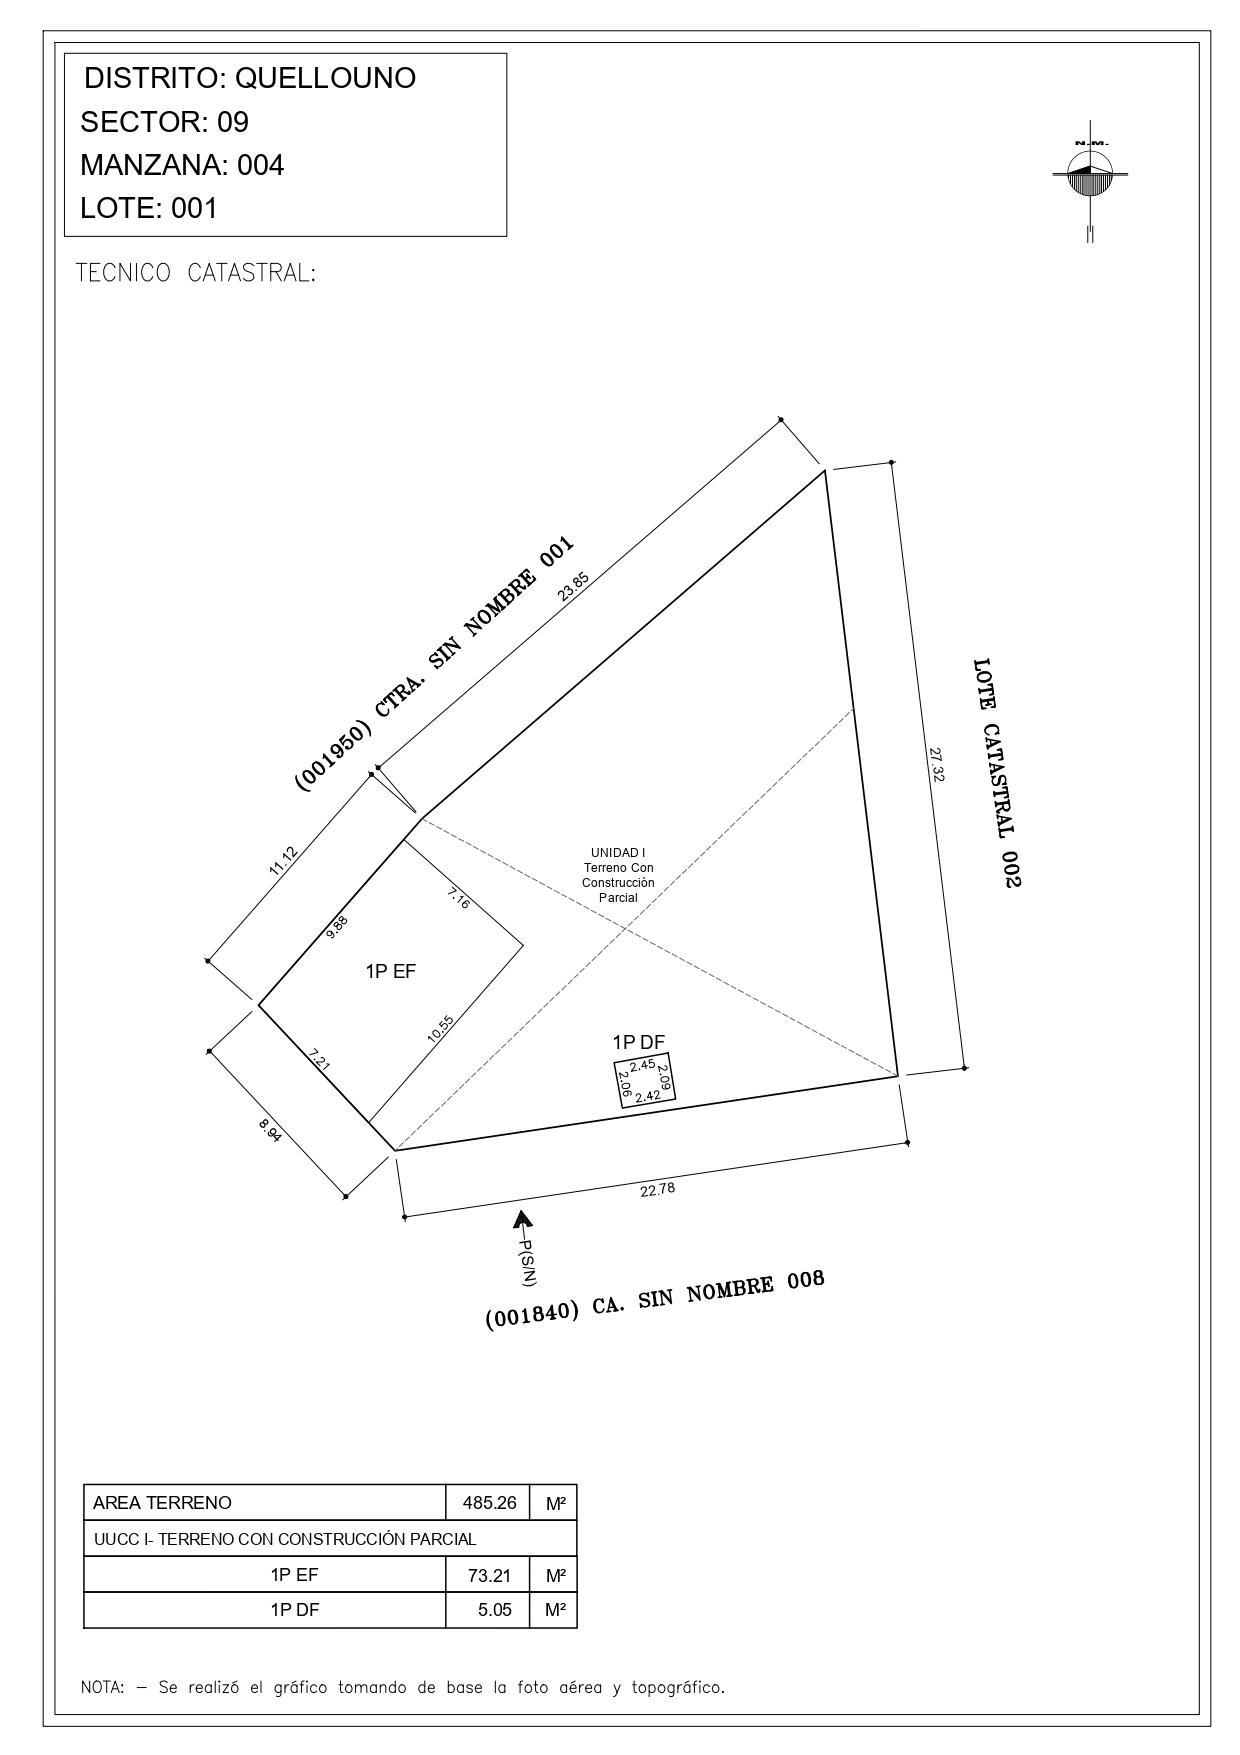 DISTRITO: QUELLOUNO
SECTOR: 09
MANZANA: 004
LOTE: 001
N.M.
TECNICO CATASTRAL:
(001950) CTRA. SIN NOMBRE 001
23.85
LOTE CATASTRAL 002
27.32
11.12
9.88
7.16
UNIDAD I
Terreno Con
Construcciòn
Parcial
1P EF
10.55
7.21
8.94
1P DF
2.45
2.06
2.09
2.42
22.78
P(S/N)
(001840) CA. SIN NOMBRE 008
AREA TERRENO 485.26 M²
UUCC I- TERRENO CON CONSTRUCCIÓN PARCIAL
1P EF 73.21 M²
1P DF 5.05 M²
NOTA: - Se realizó el gráfico tomando de base la foto aérea y topográfico.